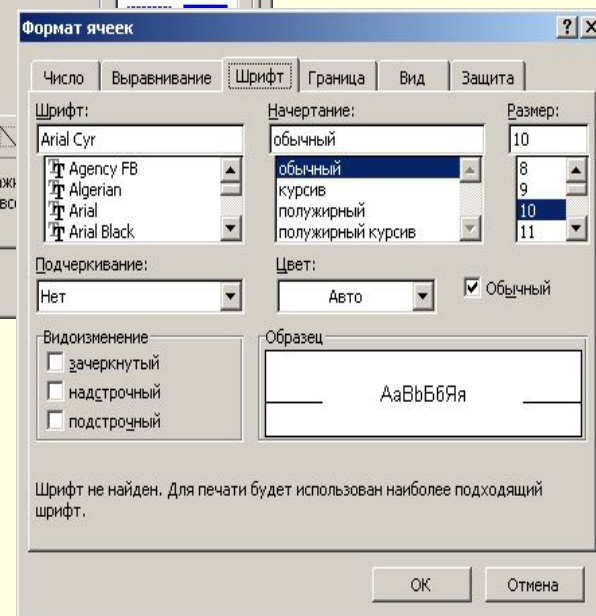 Формат ячеек
Число Выравнивание Шрифт Граница Вид Защита
Шрифт: Начертание: Размер:
Arial Cyr обычный 10
Agency FB обычный 8
Algerian курсив 9
Arial полужирный 10
Arial Black полужирный курсив 11
Подчеркивание: Цвет:
Нет Авто Обычный
Видоизменение Образец
зачеркнутый
надстрочный АаВbБбЯя
подстрочный
Шрифт не найден. Для печати будет использован наиболее подходящий
шрифт.
ОК Отмена